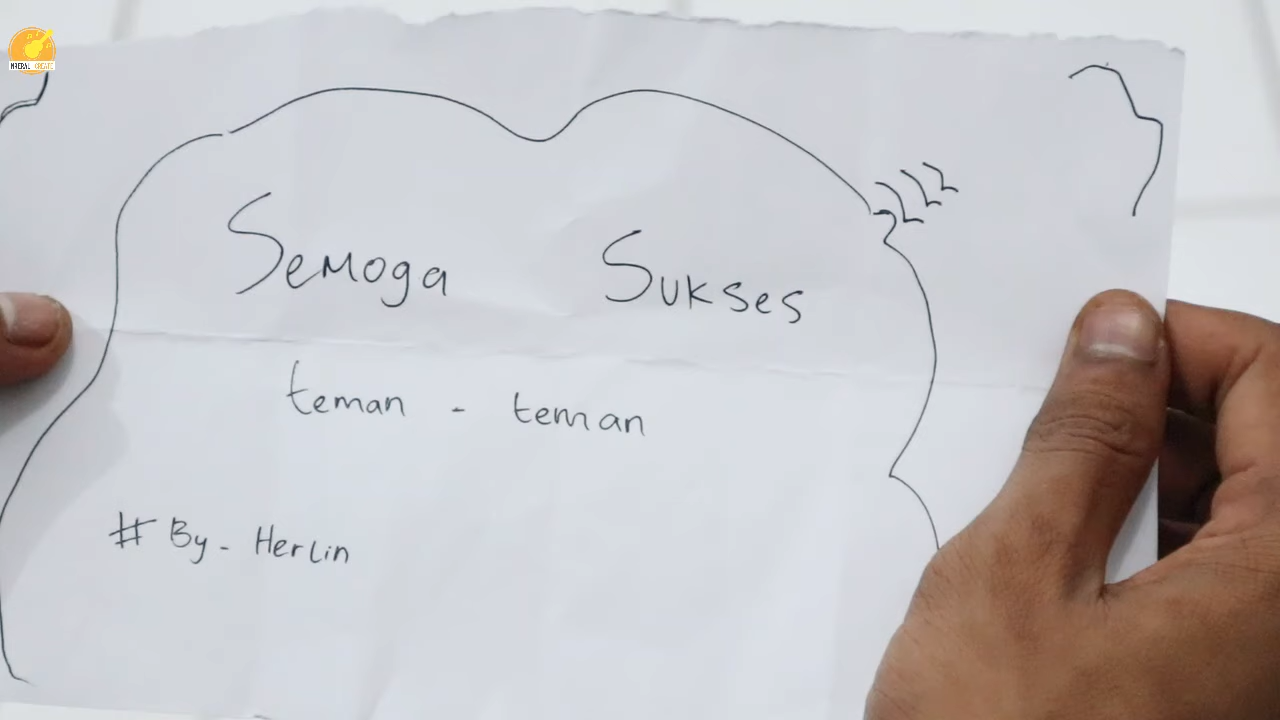 Semoga Sukses
teman - teman
# By - Herlin